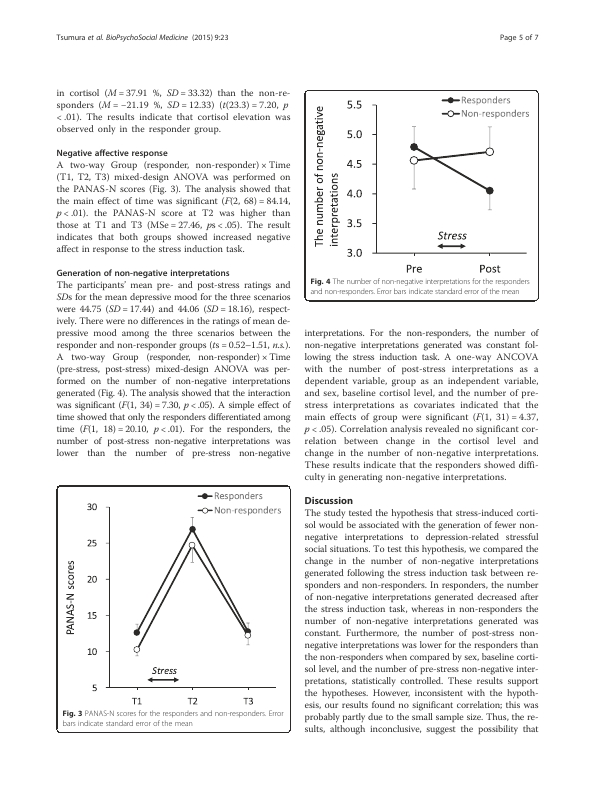 Tsumura et al. BioPsychoSocial Medicine (2015) 9:23
Page 5 of 7
in cortisol (M = 37.91 %, SD = 33.32) than the non-re-
sponders (M = −21.19 %, SD = 12.33) (t(23.3) = 7.20, p
< .01). The results indicate that cortisol elevation was
observed only in the responder group.
Negative affective response
A two-way Group (responder, non-responder) × Time
(T1, T2, T3) mixed-design ANOVA was performed on
the PANAS-N scores (Fig. 3). The analysis showed that
the main effect of time was significant (F(2, 68) = 84.14,
p < .01). the PANAS-N score at T2 was higher than
those at T1 and T3 (MSe = 27.46, ps < .05). The result
indicates that both groups showed increased negative
affect in response to the stress induction task.
Generation of non-negative interpretations
The participants' mean pre- and post-stress ratings and
SDs for the mean depressive mood for the three scenarios
were 44.75 (SD = 17.44) and 44.06 (SD = 18.16), respect-
ively. There were no differences in the ratings of mean de-
pressive mood among the three scenarios between the
responder and non-responder groups (ts = 0.52–1.51, n.s.).
A two-way Group (responder, non-responder) × Time
(pre-stress, post-stress) mixed-design ANOVA was per-
formed on the number of non-negative interpretations
generated (Fig. 4). The analysis showed that the interaction
was significant (F(1, 34) = 7.30, p < .05). A simple effect of
time showed that only the responders differentiated among
time (F(1, 18) = 20.10, p < .01). For the responders, the
number of post-stress non-negative interpretations was
lower than the number of pre-stress non-negative
30
25
20
15
10
5
PANAS-N scores
Responders
Non-responders
Stress
T1
T2
T3
Fig. 3 PANAS-N scores for the responders and non-responders. Error
bars indicate standard error of the mean
5.5
5.0
4.5
4.0
3.5
3.0
The number of non-negative
interpretations
Responders
Non-responders
Stress
Pre
Post
Fig. 4 The number of non-negative interpretations for the responders
and non-responders. Error bars indicate standard error of the mean
interpretations. For the non-responders, the number of
non-negative interpretations generated was constant fol-
lowing the stress induction task. A one-way ANCOVA
with the number of post-stress interpretations as a
dependent variable, group as an independent variable,
and sex, baseline cortisol level, and the number of pre-
stress interpretations as covariates indicated that the
main effects of group were significant (F(1, 31) = 4.37,
p < .05). Correlation analysis revealed no significant cor-
relation between change in the cortisol level and
change in the number of non-negative interpretations.
These results indicate that the responders showed diffi-
culty in generating non-negative interpretations.
Discussion
The study tested the hypothesis that stress-induced corti-
sol would be associated with the generation of fewer non-
negative interpretations to depression-related stressful
social situations. To test this hypothesis, we compared the
change in the number of non-negative interpretations
generated following the stress induction task between re-
sponders and non-responders. In responders, the number
of non-negative interpretations generated decreased after
the stress induction task, whereas in non-responders the
number of non-negative interpretations generated was
constant. Furthermore, the number of post-stress non-
negative interpretations was lower for the responders than
the non-responders when compared by sex, baseline corti-
sol level, and the number of pre-stress non-negative inter-
pretations, statistically controlled. These results support
the hypotheses. However, inconsistent with the hypoth-
esis, our results found no significant correlation; this was
probably partly due to the small sample size. Thus, the re-
sults, although inconclusive, suggest the possibility that